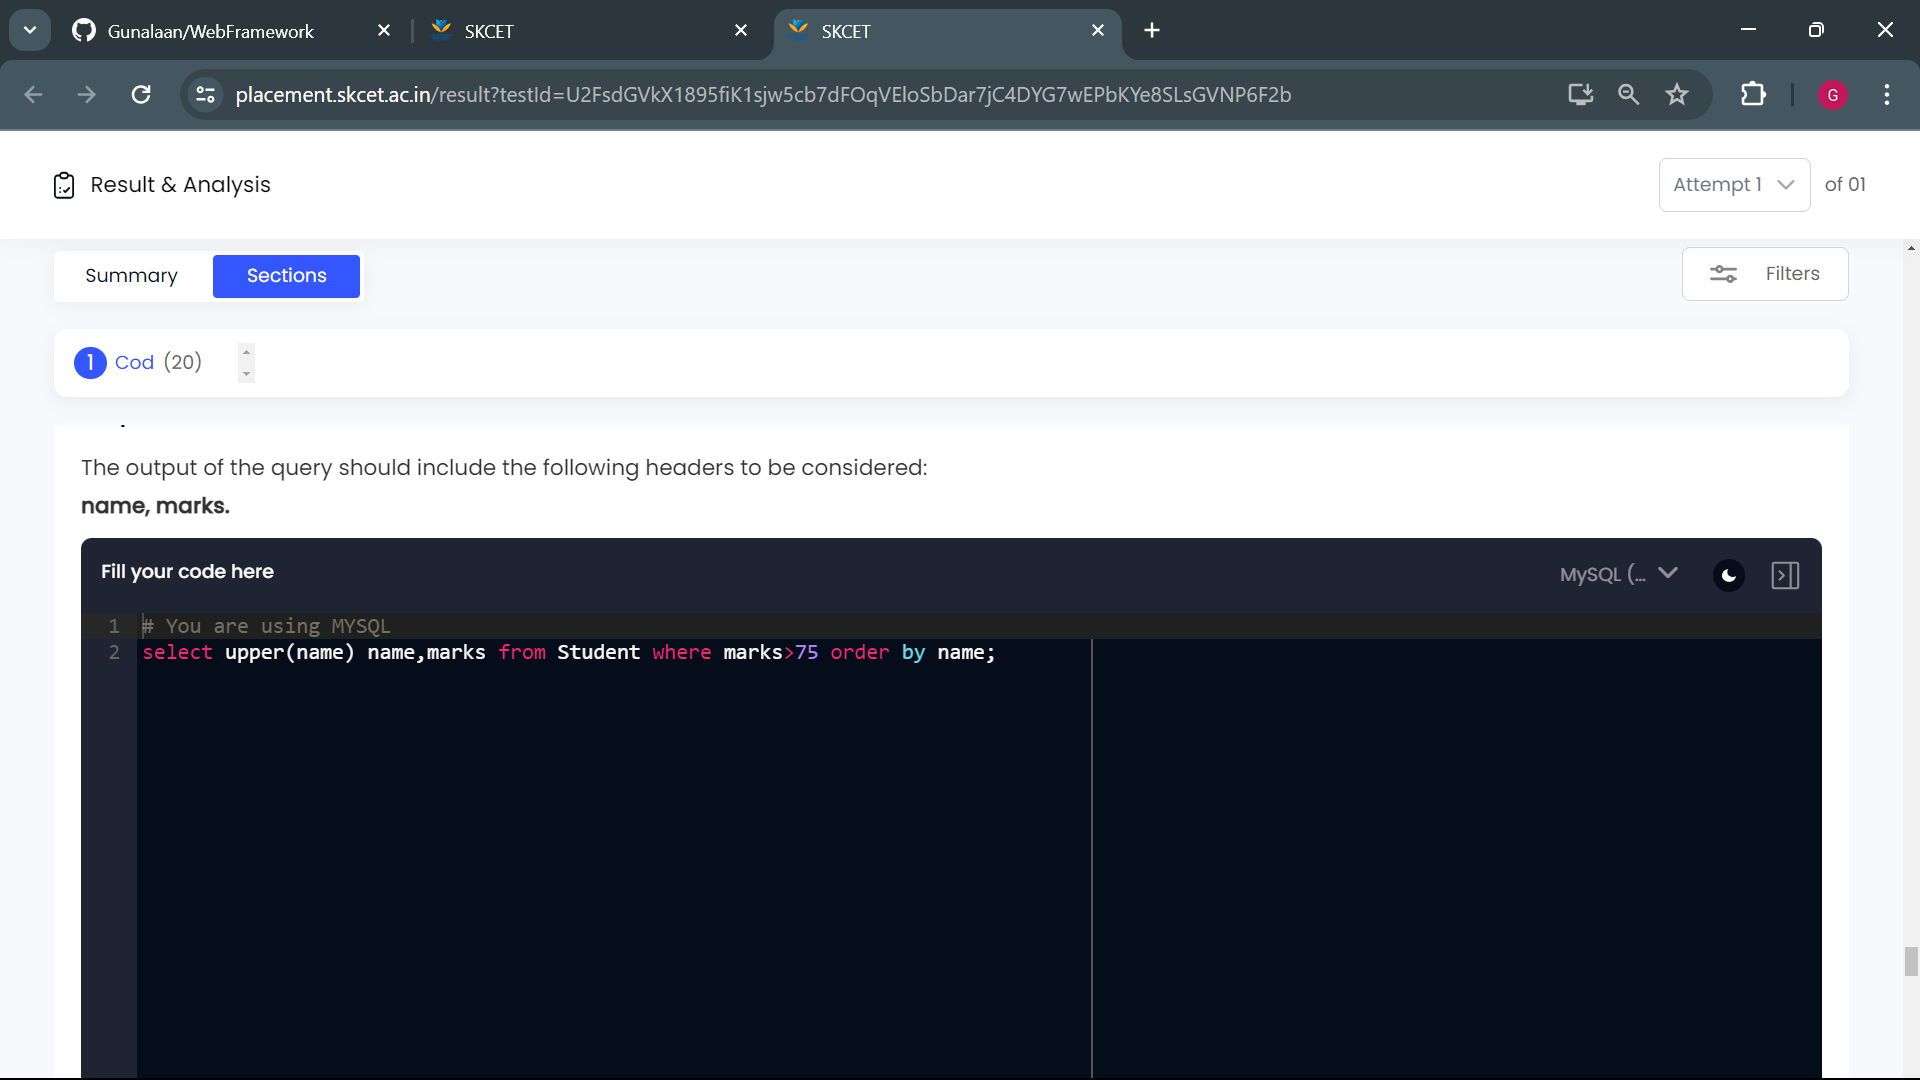 Gunalaan/WebFramework
SKCET
SKCET
placement.skcet.ac.in/result?testId=U2FsdGVkX1895fiK1sjw5cb7dFOqVEloSbDar7jC4DYG7wEPbKYe8SLsGVNP6F2b
G
Result & Analysis
Attempt 1
of 01
Summary
Sections
Filters
1 Cod (20)
The output of the query should include the following headers to be considered:
name, marks.
Fill your code here
MySQL (...
1 # You are using MYSQL
2 select upper(name) name,marks from Student where marks>75 order by name;